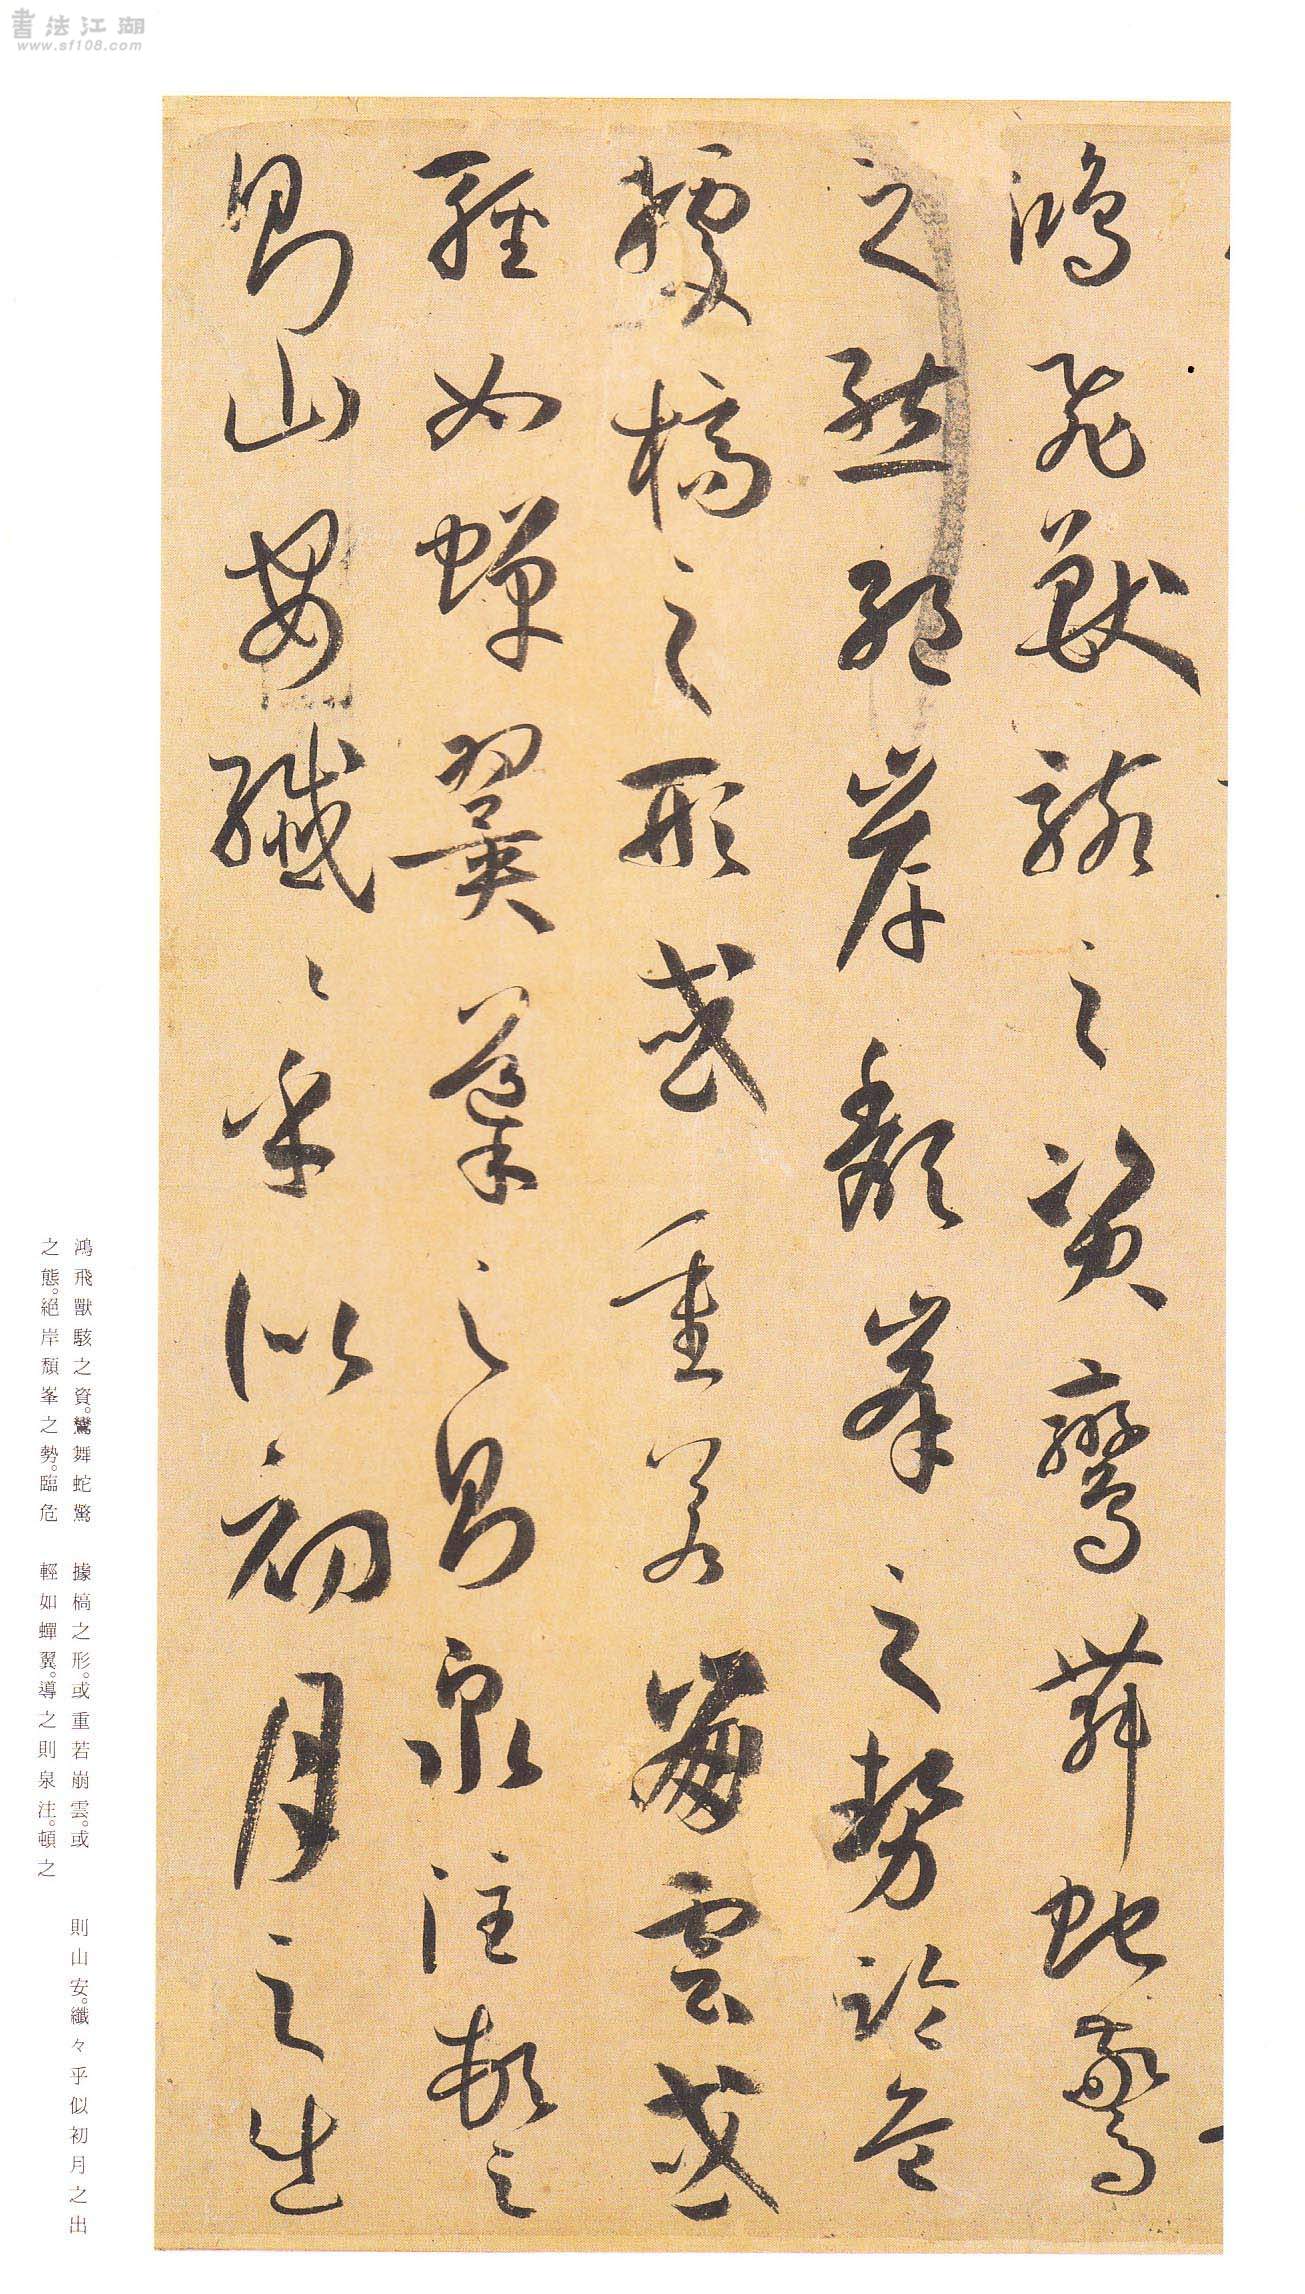 書法江湖
www.sf108.com
鴻飛獸駭之資鸞舞蛇驚
之態絕岸頹峯之勢臨危
據槁之形或重若崩雲或
輕如蟬翼導之則泉注頓之
則山安纖々乎似初月之出
鴻飛獸駭之資。鸞舞蛇驚
之態。絕岸頹峯之勢。臨危
據槁之形。或重若崩雲。或
輕如蟬翼。導之則泉注。頓之
則山安。纖々乎似初月之出